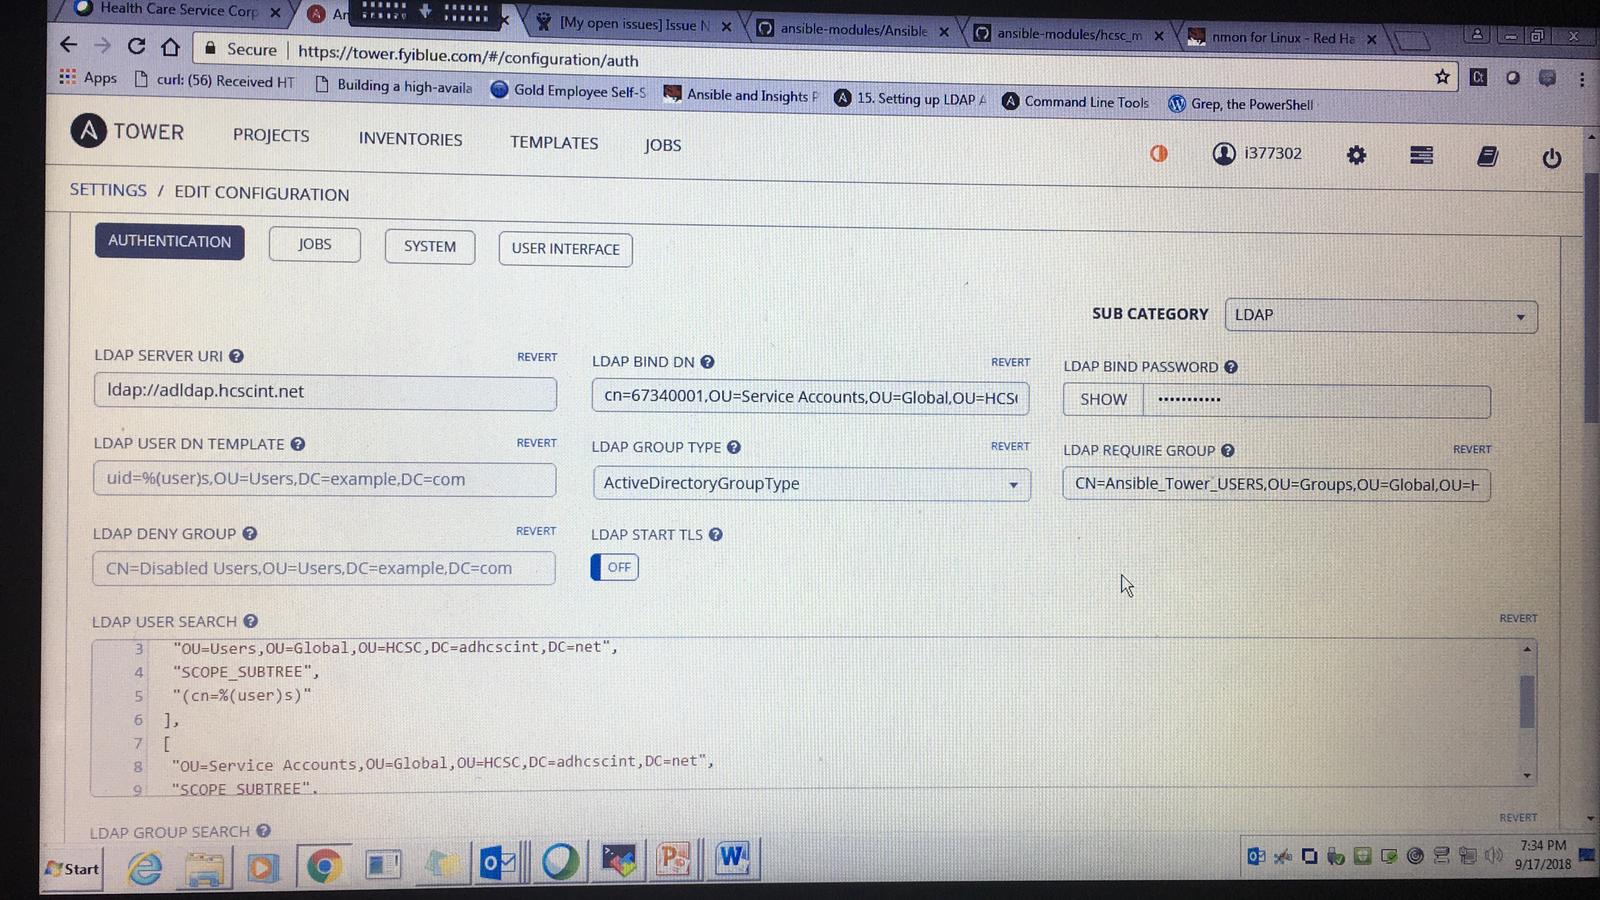 Health Care Service Corp
An
[My open issues] Issue N
ansible-modules/Ansible
ansible-modules/hcsc_m
nmon for Linux - Red Ha
Secure
https://tower.fyiblue.com/#/configuration/auth
Apps
curl: (56) Received HT
Building a high-availa
Gold Employee Self-S
Ansible and Insights P
15. Setting up LDAP A
Command Line Tools
Grep, the PowerShell
A TOWER
PROJECTS
INVENTORIES
TEMPLATES
JOBS
i377302
SETTINGS / EDIT CONFIGURATION
AUTHENTICATION
JOBS
SYSTEM
USER INTERFACE
SUB CATEGORY
LDAP
LDAP SERVER URI ?
REVERT
LDAP BIND DN ?
REVERT
LDAP BIND PASSWORD ?
ldap://adldap.hcscint.net
cn=67340001,OU=Service Accounts,OU=Global,OU=HCS
SHOW
•••••••••••
LDAP USER DN TEMPLATE ?
REVERT
LDAP GROUP TYPE ?
REVERT
LDAP REQUIRE GROUP ?
REVERT
uid=%(user)s,OU=Users,DC=example,DC=com
ActiveDirectoryGroupType
CN=Ansible_Tower_USERS,OU=Groups,OU=Global,OU=H
LDAP DENY GROUP ?
REVERT
LDAP START TLS ?
CN=Disabled Users,OU=Users,DC=example,DC=com
OFF
LDAP USER SEARCH ?
REVERT
3 "OU=Users,OU=Global,OU=HCSC,DC=adhcscint,DC=net",
4 "SCOPE_SUBTREE",
5 "(cn=%(user)s)"
6 ],
7 [
8 "OU=Service Accounts,OU=Global,OU=HCSC,DC=adhcscint,DC=net",
9 "SCOPE_SUBTREE",
LDAP GROUP SEARCH ?
REVERT
Start
7:34 PM
9/17/2018